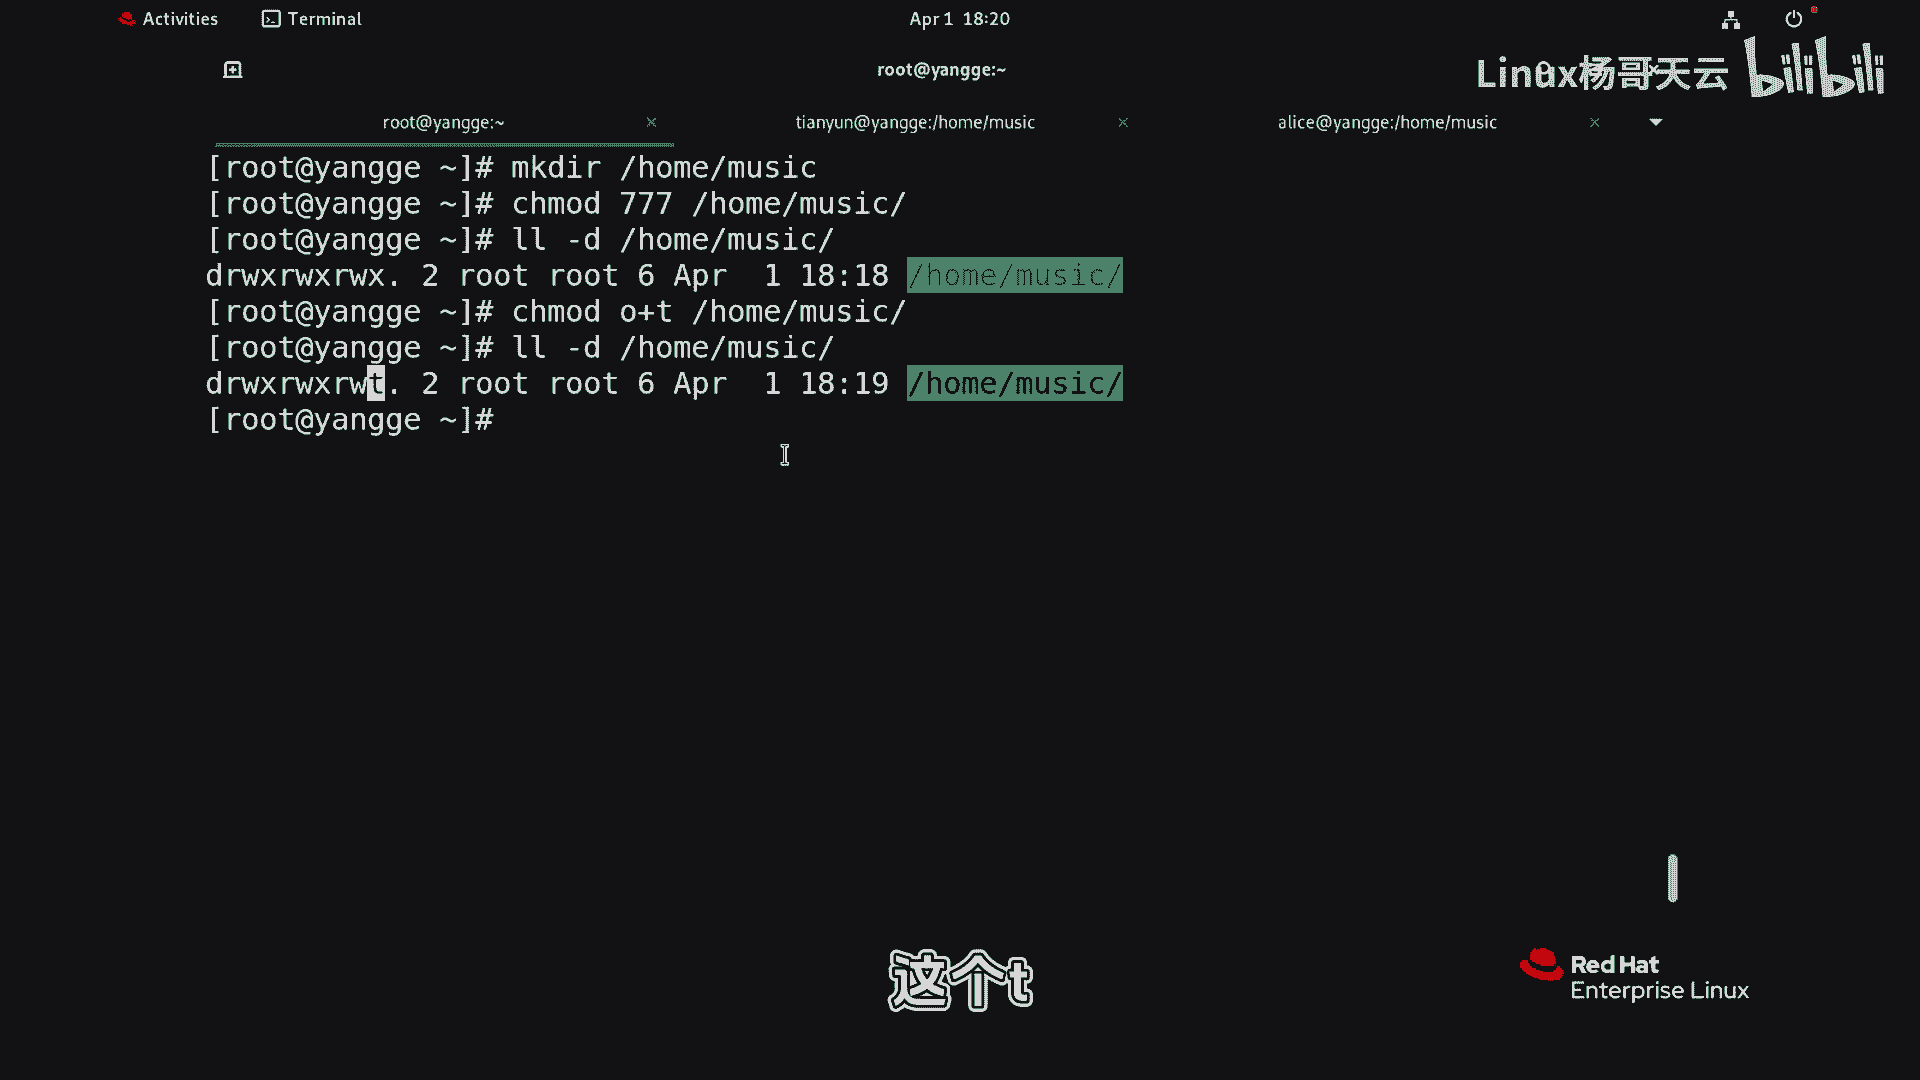 Activities Terminal Apr 1 18:20
root@yangge:~
Linux杨哥天云 bilibili
root@yangge:~ × tianyun@yangge:/home/music × alice@yangge:/home/music ×
[root@yangge ~]# mkdir /home/music
[root@yangge ~]# chmod 777 /home/music/
[root@yangge ~]# ll -d /home/music/
drwxrwxrwx. 2 root root 6 Apr  1 18:18 /home/music/
[root@yangge ~]# chmod o+t /home/music/
[root@yangge ~]# ll -d /home/music/
drwxrwxrwt. 2 root root 6 Apr  1 18:19 /home/music/
[root@yangge ~]#
这个t
Red Hat
Enterprise Linux